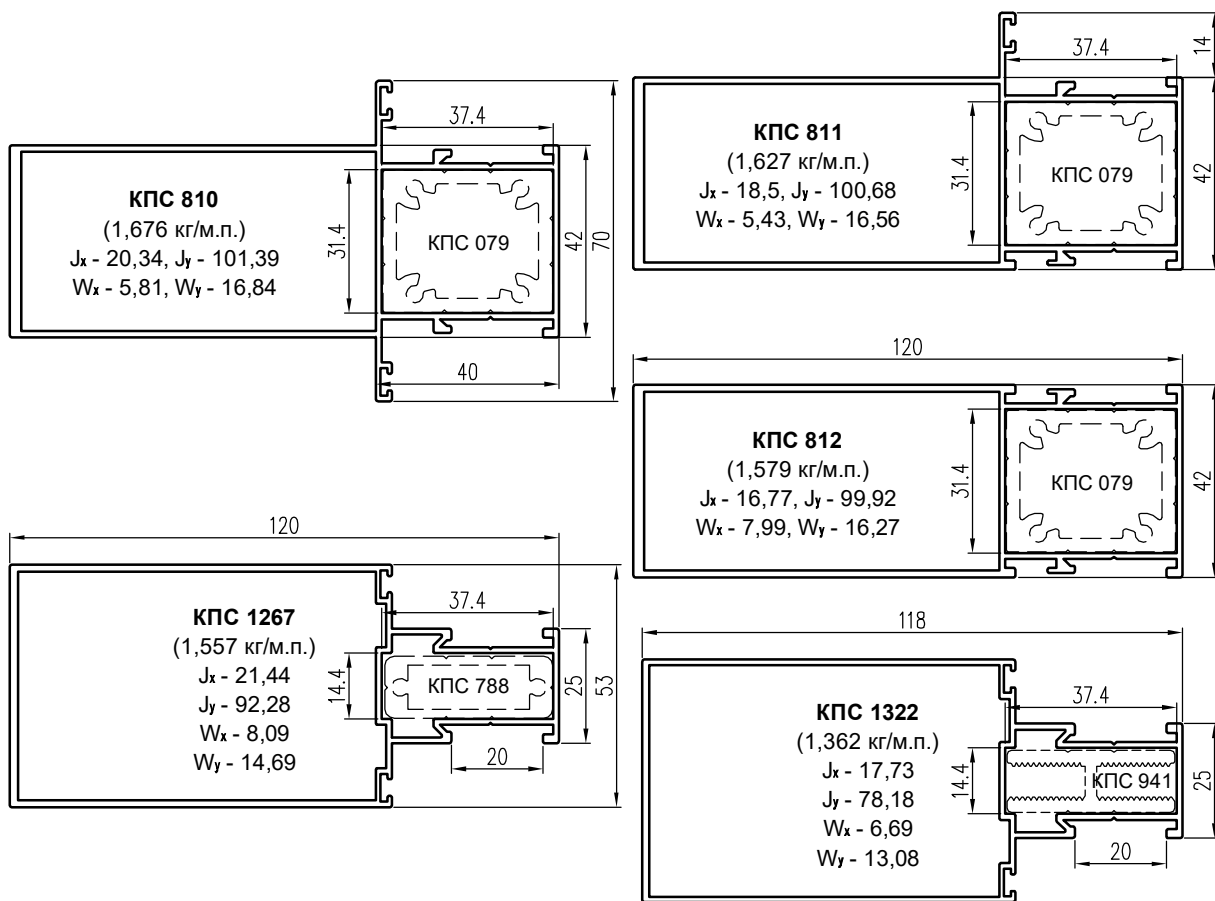 37.4
КПС 810
(1,676 кг/м.п.)
Jx - 20,34, Jy - 101,39
Wx - 5,81, Wy - 16,84
31.4
КПС 079
42
70
40
37.4
14
КПС 811
(1,627 кг/м.п.)
Jx - 18,5, Jy - 100,68
Wx - 5,43, Wy - 16,56
31.4
КПС 079
42
120
КПС 812
(1,579 кг/м.п.)
Jx - 16,77, Jy - 99,92
Wx - 7,99, Wy - 16,27
31.4
КПС 079
42
120
37.4
КПС 1267
(1,557 кг/м.п.)
Jx - 21,44
Jy - 92,28
Wx - 8,09
Wy - 14,69
14.4
КПС 788
25
53
20
118
37.4
КПС 1322
(1,362 кг/м.п.)
Jx - 17,73
Jy - 78,18
Wx - 6,69
Wy - 13,08
14.4
КПС 941
25
20